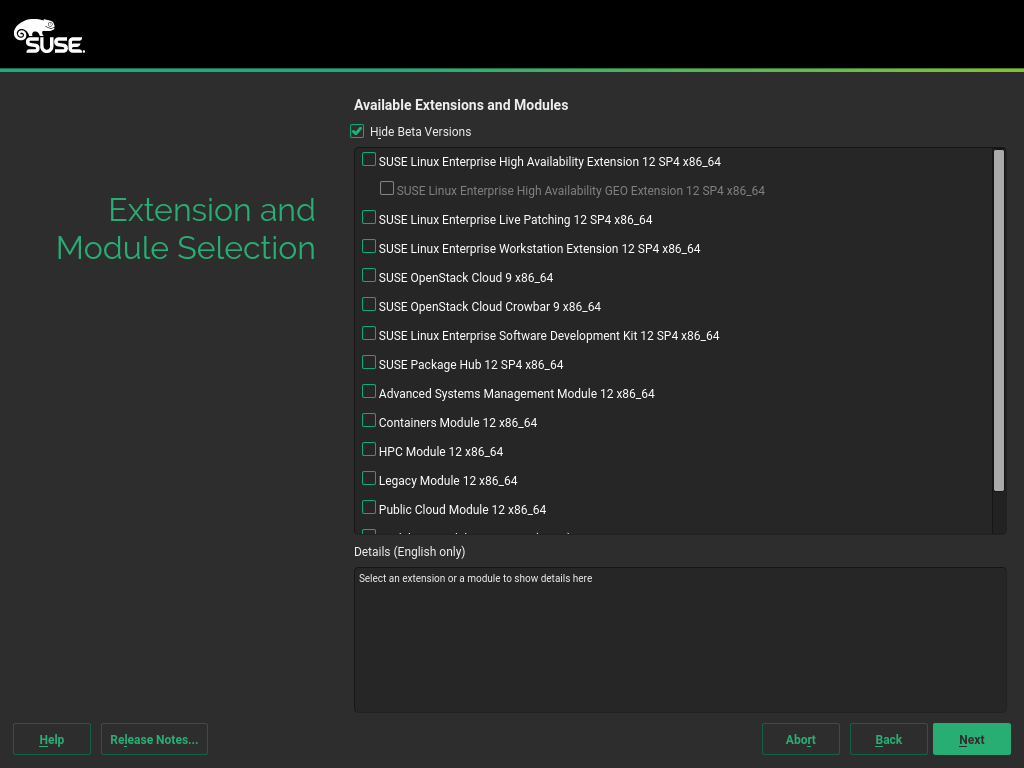 SUSE
Extension and
Module Selection
Available Extensions and Modules
Hide Beta Versions
SUSE Linux Enterprise High Availability Extension 12 SP4 x86_64
SUSE Linux Enterprise High Availability GEO Extension 12 SP4 x86_64
SUSE Linux Enterprise Live Patching 12 SP4 x86_64
SUSE Linux Enterprise Workstation Extension 12 SP4 x86_64
SUSE OpenStack Cloud 9 x86_64
SUSE OpenStack Cloud Crowbar 9 x86_64
SUSE Linux Enterprise Software Development Kit 12 SP4 x86_64
SUSE Package Hub 12 SP4 x86_64
Advanced Systems Management Module 12 x86_64
Containers Module 12 x86_64
HPC Module 12 x86_64
Legacy Module 12 x86_64
Public Cloud Module 12 x86_64
Details (English only)
Select an extension or a module to show details here
Help
Release Notes...
Abort
Back
Next